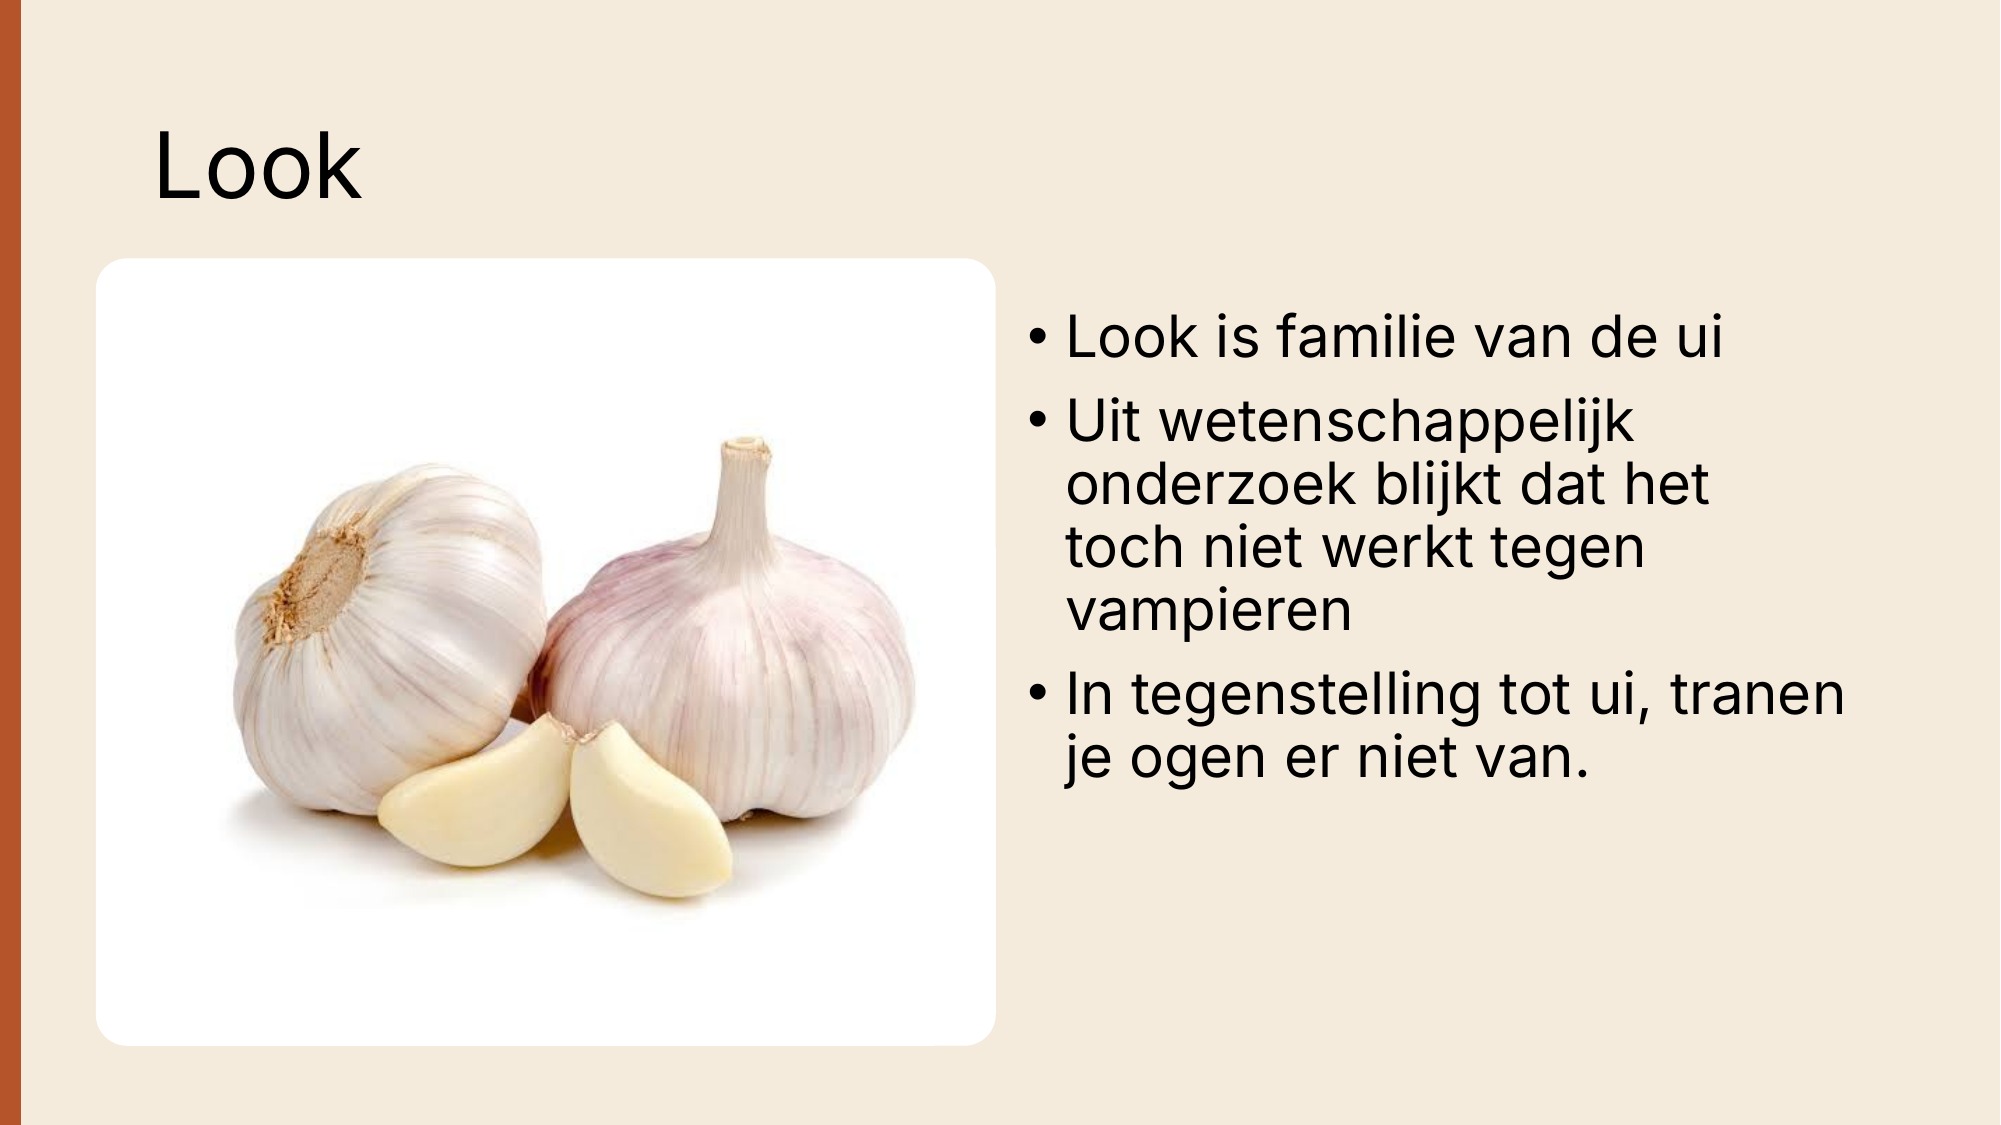 Look
• Look is familie van de ui
• Uit wetenschappelijk
onderzoek blijkt dat het
toch niet werkt tegen
vampieren
• In tegenstelling tot ui, tranen
je ogen er niet van.